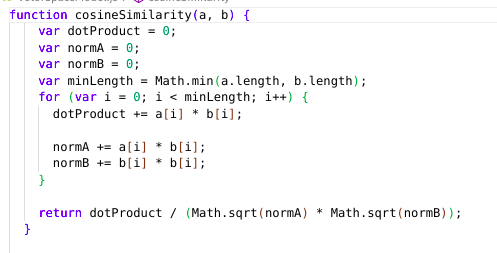 function cosineSimilarity(a, b) {
var dotProduct = 0;
var normA = 0;
var normB = 0;
var minLength = Math.min(a.length, b.length);
for (var i = 0; i < minLength; i++) {
dotProduct += a[i] * b[i];
normA += a[i] * b[i];
normB += b[i] * b[i];
}
return dotProduct / (Math.sqrt(normA) * Math.sqrt(normB));
}